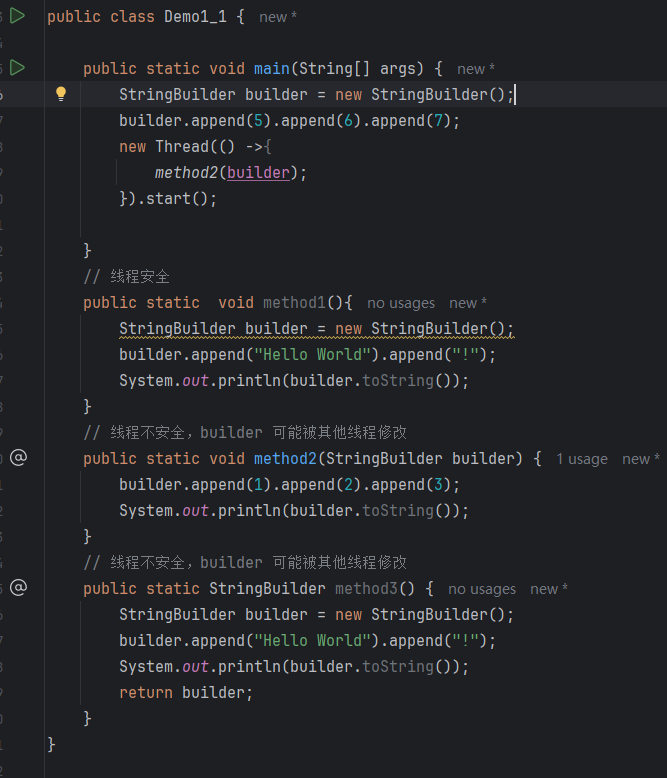 public class Demo1_1 { new *
public static void main(String[] args) { new *
StringBuilder builder = new StringBuilder();
builder.append(5).append(6).append(7);
new Thread(() ->{
method2(builder);
}).start();
}
// 线程安全
public static  void method1(){ no usages new *
StringBuilder builder = new StringBuilder();
builder.append("Hello World").append("!");
System.out.println(builder.toString());
}
// 线程不安全，builder 可能被其他线程修改
public static void method2(StringBuilder builder) { 1 usage new *
builder.append(1).append(2).append(3);
System.out.println(builder.toString());
}
// 线程不安全，builder 可能被其他线程修改
public static StringBuilder method3() { no usages new *
StringBuilder builder = new StringBuilder();
builder.append("Hello World").append("!");
System.out.println(builder.toString());
return builder;
}
}